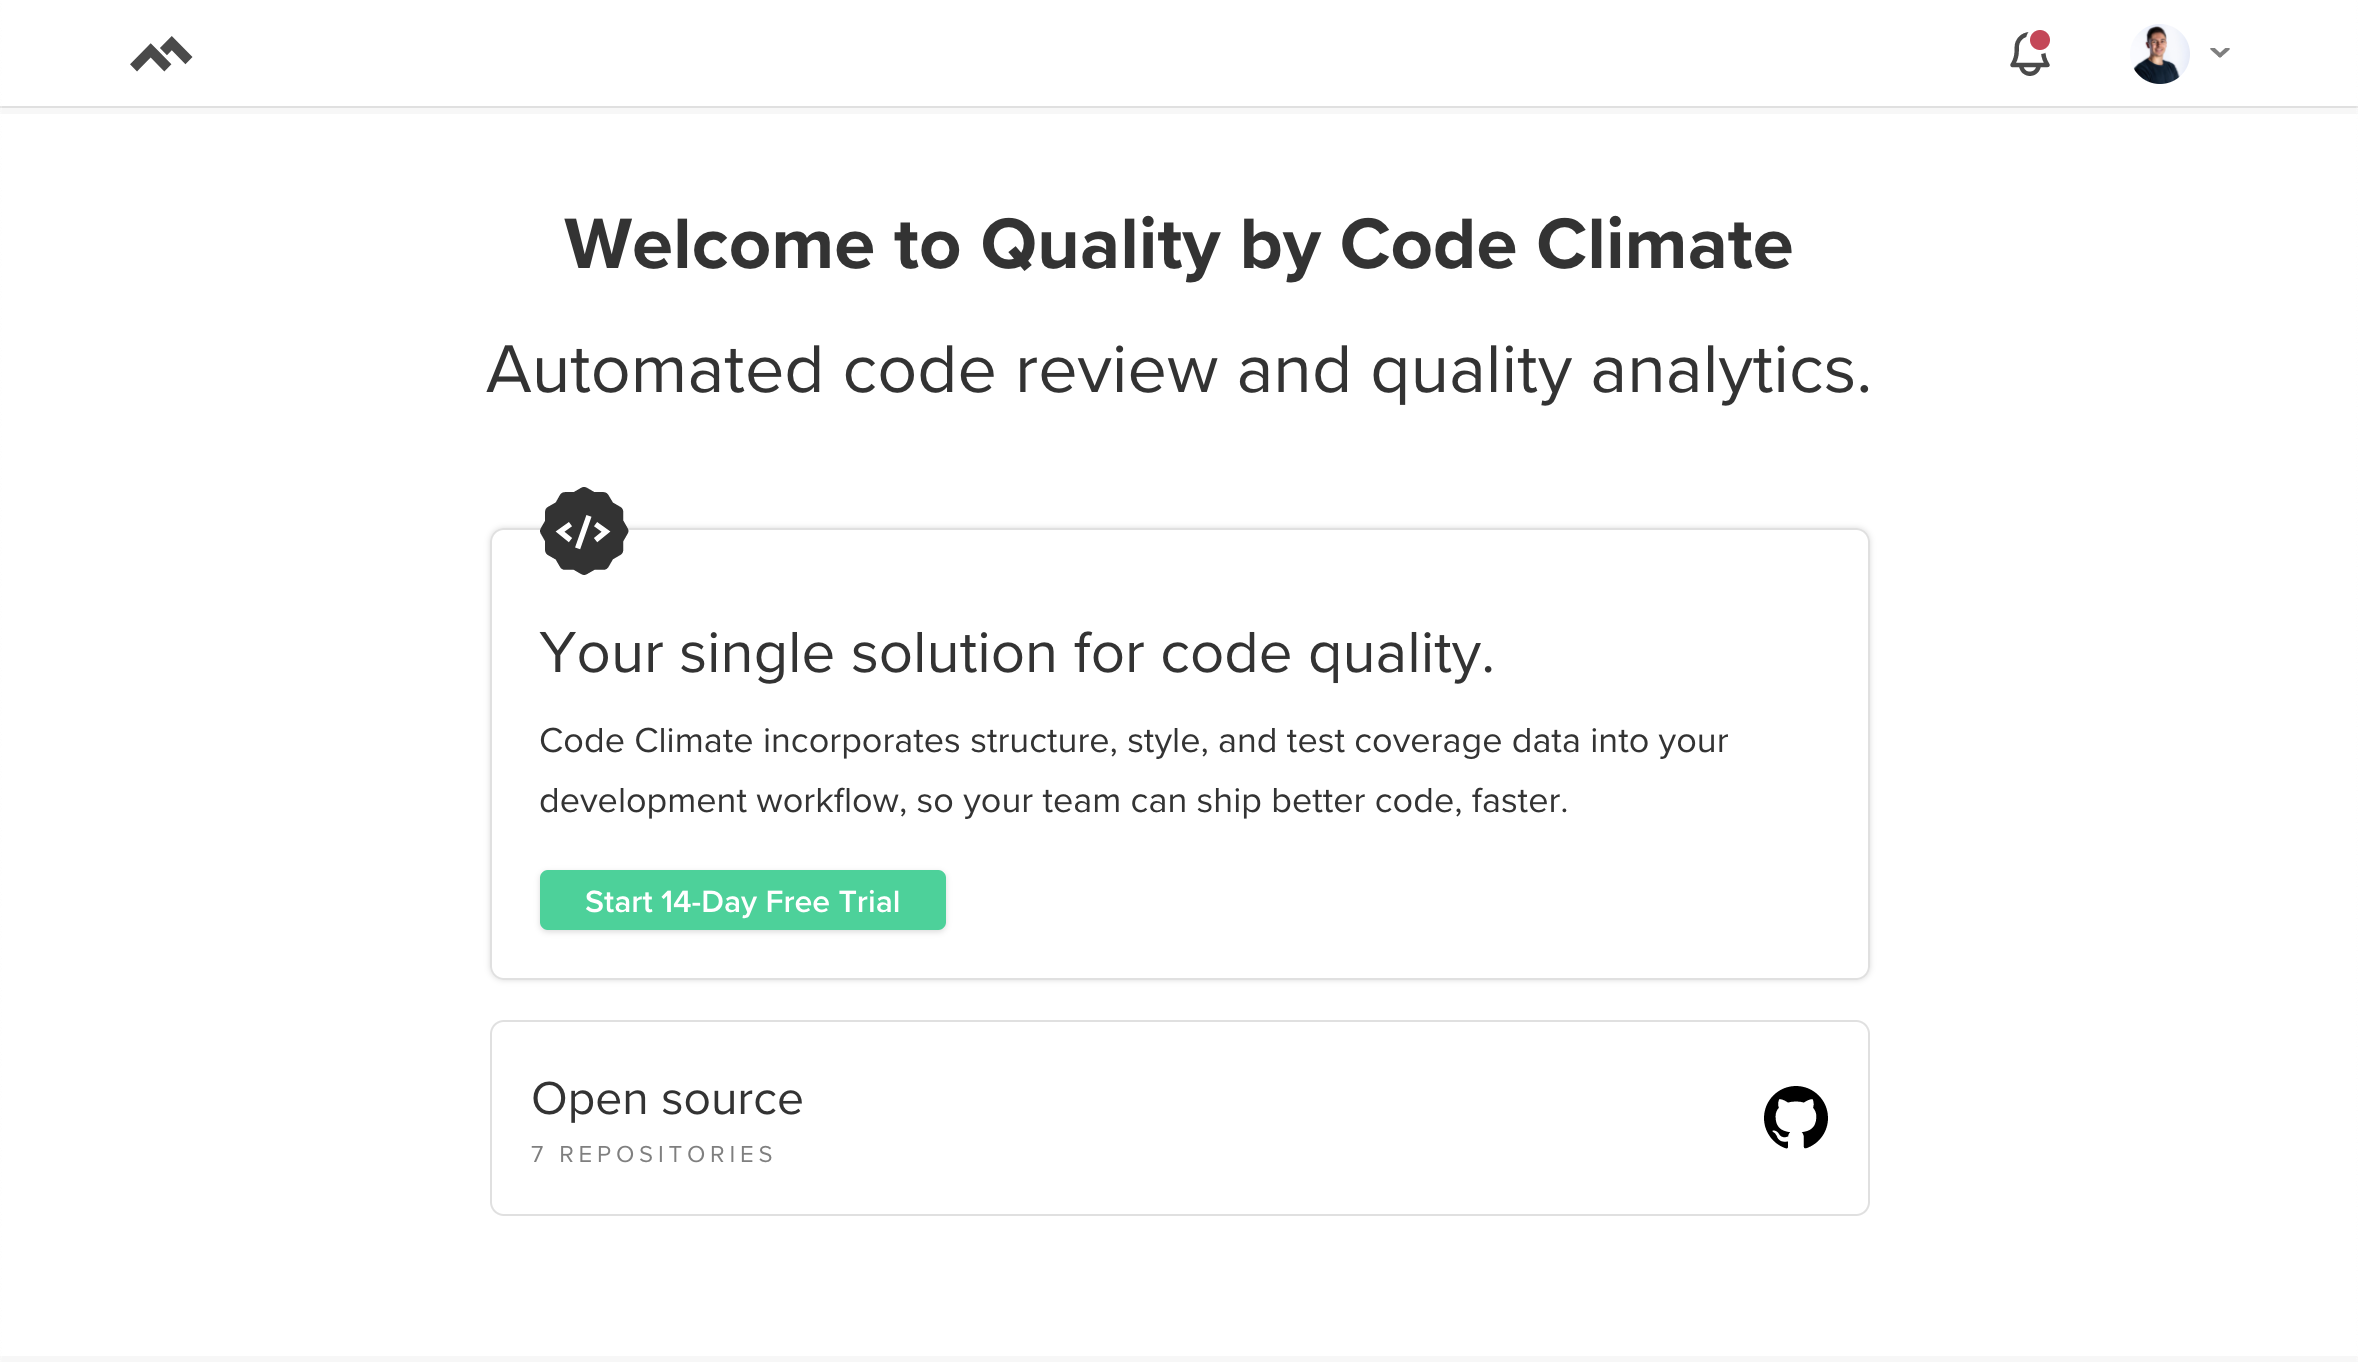 Welcome to Quality by Code Climate
Automated code review and quality analytics.
</>
Your single solution for code quality.
Code Climate incorporates structure, style, and test coverage data into your
development workflow, so your team can ship better code, faster.
Start 14-Day Free Trial
Open source
7 REPOSITORIES